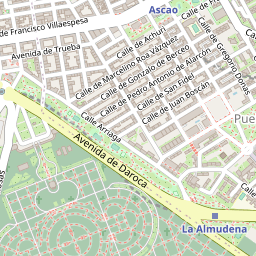 Ascao
Calle de Achuri
de Francisco Villaespesa
Avenida de Trueba
Calle de Marcelino Roa Vázquez
Calle de Gonzalo de Berceo
Calle de Pedro Antonio de Alarcón
Calle de Gregorio Donas
Calle de San Fidel
Calle de Juan Boscán
Pue
Calle Arriaga
Avenida de Daroca
La Almudena